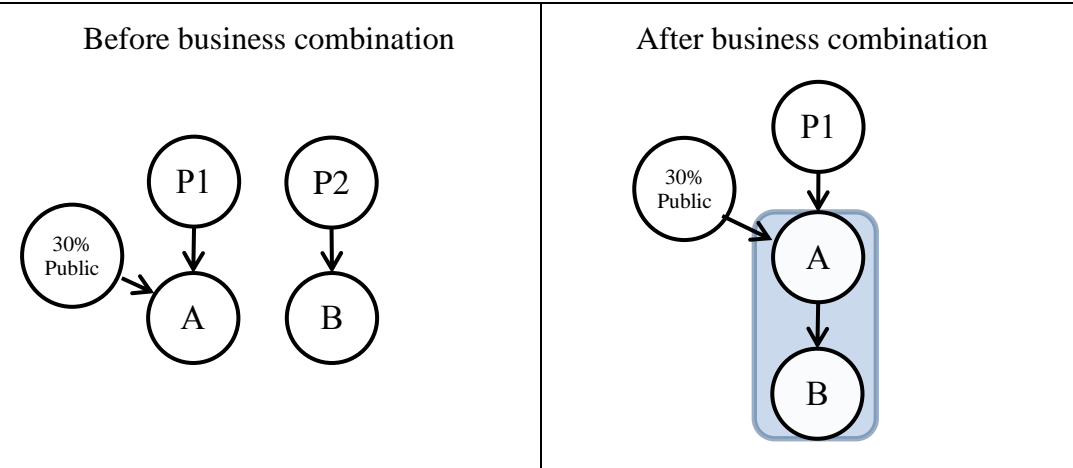 Before business combination
P1
P2
30%
Public
A
B
After business combination
P1
30%
Public
A
B